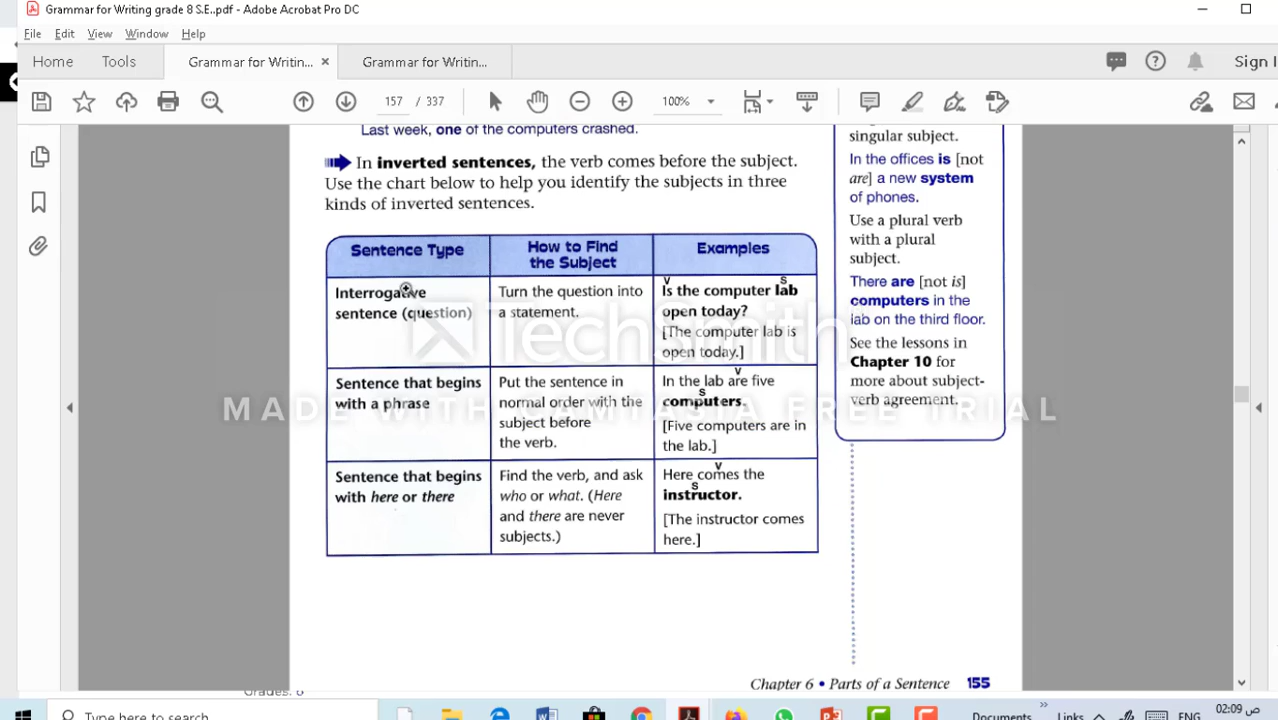 Grammar for Writing grade 8 S.E..pdf - Adobe Acrobat Pro DC
File Edit View Window Help
Home Tools Grammar for Writin... × Grammar for Writin... Sign I
157 / 337 100%
Last week, one of the computers crashed.
In inverted sentences, the verb comes before the subject.
Use the chart below to help you identify the subjects in three
kinds of inverted sentences.
Sentence Type
How to Find
the Subject
Examples
Interrogative
sentence (question)
Turn the question into
a statement.
V S
Is the computer lab
open today?
[The computer lab is
open today.]
Sentence that begins
with a phrase
Put the sentence in
normal order with the
subject before
the verb.
V
In the lab are five
S
computers.
[Five computers are in
the lab.]
Sentence that begins
with here or there
Find the verb, and ask
who or what. (Here
and there are never
subjects.)
V
Here comes the
S
instructor.
[The instructor comes
here.]
singular subject.
In the offices is [not
are] a new system
of phones.
Use a plural verb
with a plural
subject.
There are [not is]
computers in the
lab on the third floor.
See the lessons in
Chapter 10 for
more about subject-
verb agreement.
TechSmith
MADE WITH CAMTASIA FREE TRIAL
Chapter 6 • Parts of a Sentence 155
Grades: 8
Type here to search
Documents Links ENG 02:09 ص